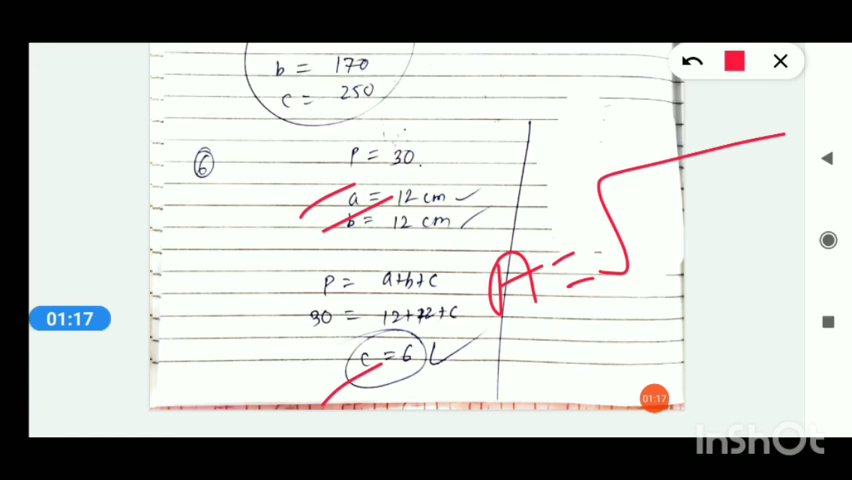 b = 170
c = 250
6
P = 30.
a = 12 cm
b = 12 cm
P = a+b+c
30 = 12+12+c
c = 6
A =
01:17
01:17
InShOt